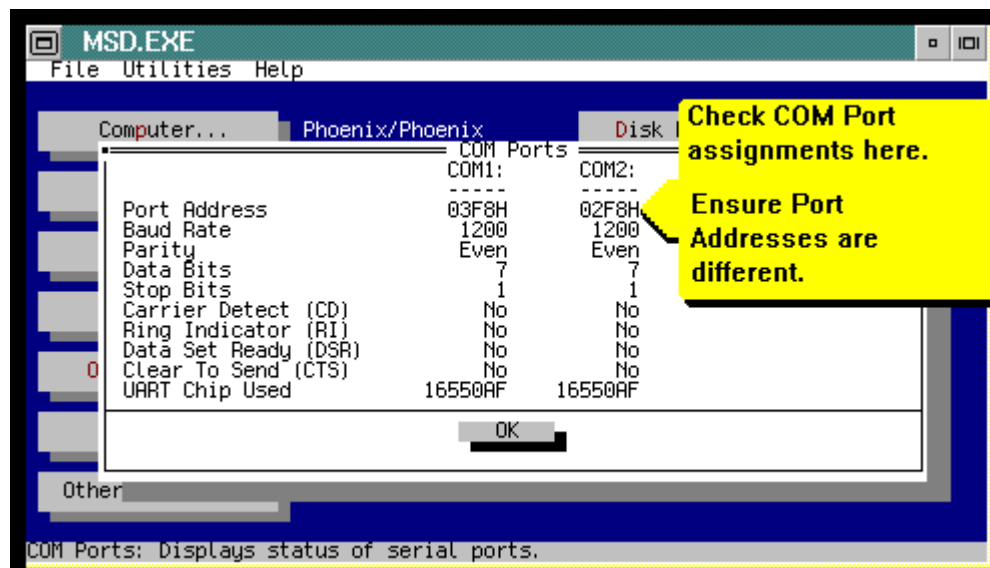 MSD.EXE
File Utilities Help
Computer... Phoenix/Phoenix Disk
COM Ports
COM1: COM2:
----- -----
Port Address 03F8H 02F8H
Baud Rate 1200 1200
Parity Even Even
Data Bits 7 7
Stop Bits 1 1
Carrier Detect (CD) No No
Ring Indicator (RI) No No
Data Set Ready (DSR) No No
Clear To Send (CTS) No No
UART Chip Used 16550AF 16550AF
OK
Other
COM Ports: Displays status of serial ports.
Check COM Port
assignments here.
Ensure Port
Addresses are
different.